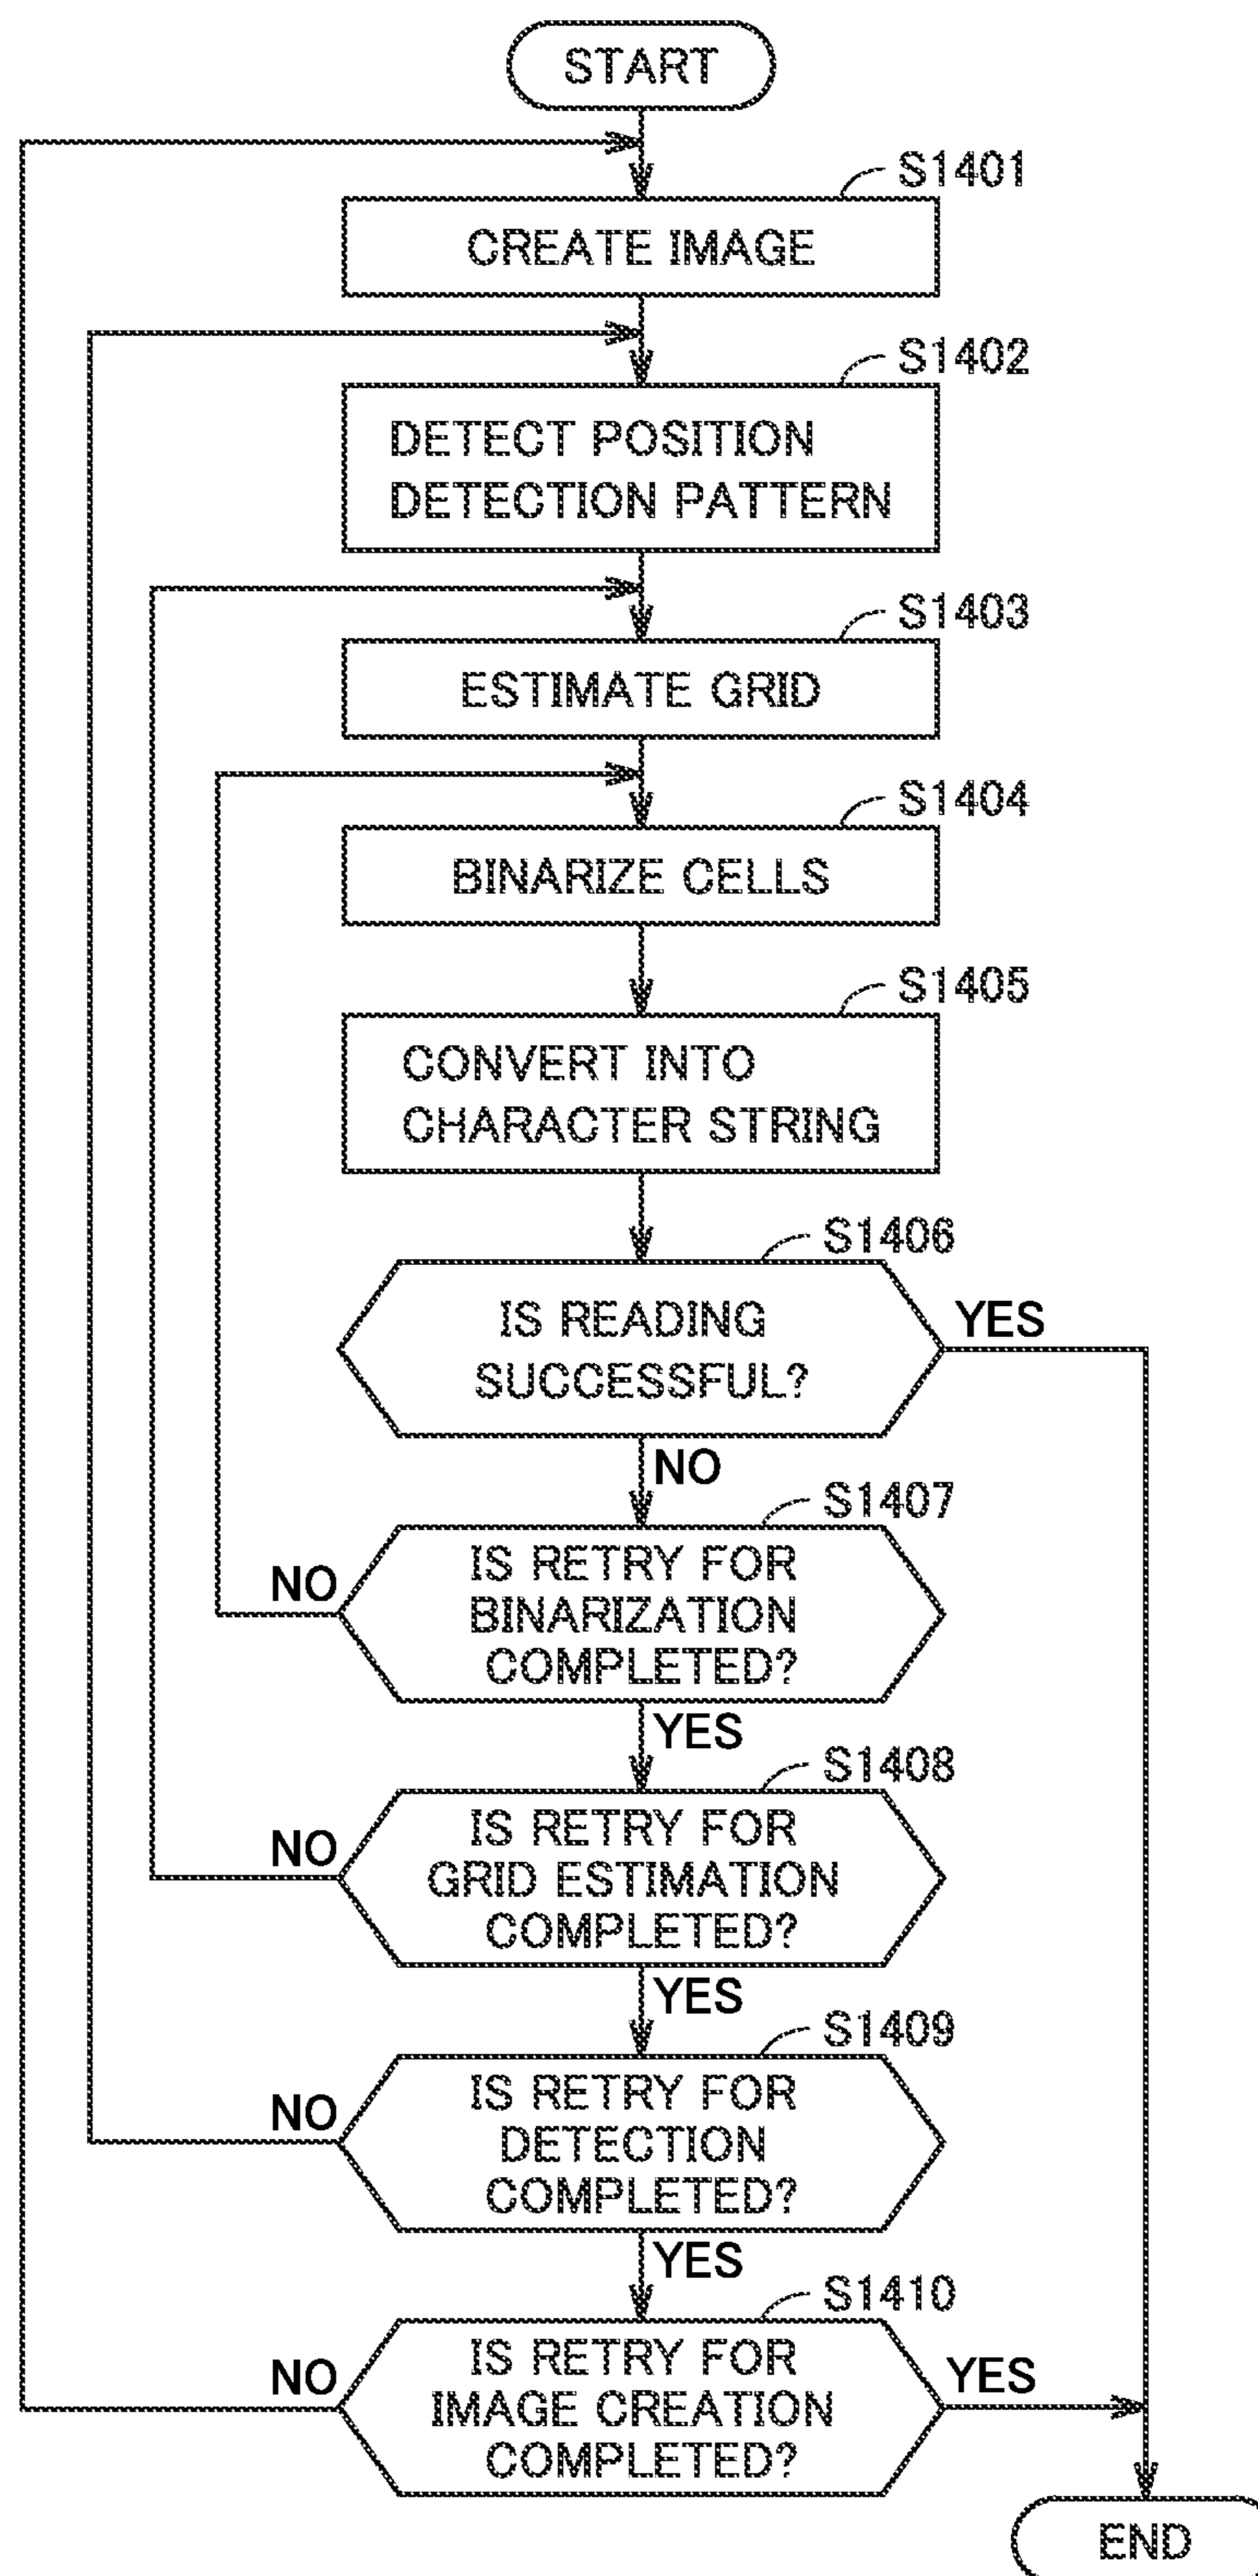 START
S1401
CREATE IMAGE
S1402
DETECT POSITION
DETECTION PATTERN
S1403
ESTIMATE GRID
S1404
BINARIZE CELLS
S1405
CONVERT INTO
CHARACTER STRING
S1406
IS READING
SUCCESSFUL?
YES
NO
S1407
IS RETRY FOR
BINARIZATION
COMPLETED?
NO
YES
S1408
IS RETRY FOR
GRID ESTIMATION
COMPLETED?
NO
YES
S1409
IS RETRY FOR
DETECTION
COMPLETED?
NO
YES
S1410
IS RETRY FOR
IMAGE CREATION
COMPLETED?
NO
YES
END